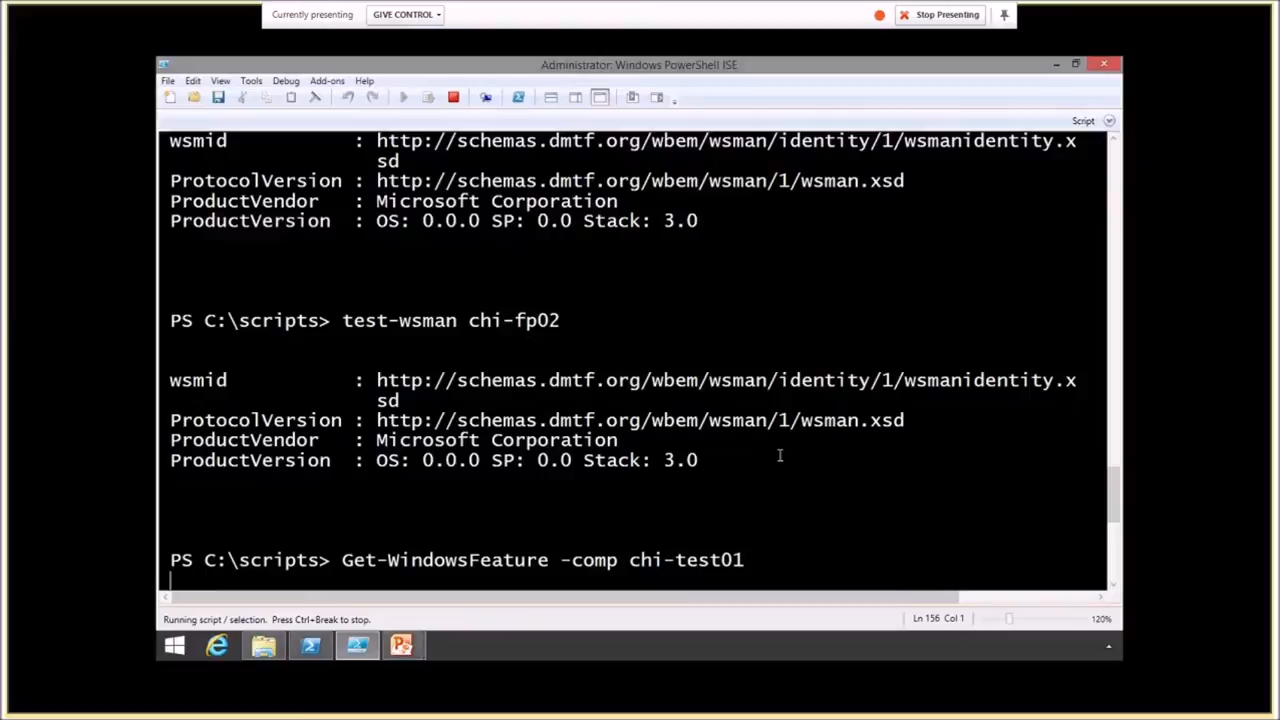 Currently presenting GIVE CONTROL Stop Presenting
Administrator: Windows PowerShell ISE
File Edit View Tools Debug Add-ons Help
Script
wsmid : http://schemas.dmtf.org/wbem/wsman/identity/1/wsmanidentity.x
sd
ProtocolVersion : http://schemas.dmtf.org/wbem/wsman/1/wsman.xsd
ProductVendor : Microsoft Corporation
ProductVersion : OS: 0.0.0 SP: 0.0 Stack: 3.0
PS C:\scripts> test-wsman chi-fp02
wsmid : http://schemas.dmtf.org/wbem/wsman/identity/1/wsmanidentity.x
sd
ProtocolVersion : http://schemas.dmtf.org/wbem/wsman/1/wsman.xsd
ProductVendor : Microsoft Corporation
ProductVersion : OS: 0.0.0 SP: 0.0 Stack: 3.0
PS C:\scripts> Get-WindowsFeature -comp chi-test01
Running script / selection. Press Ctrl+Break to stop. Ln 156 Col 1 120%